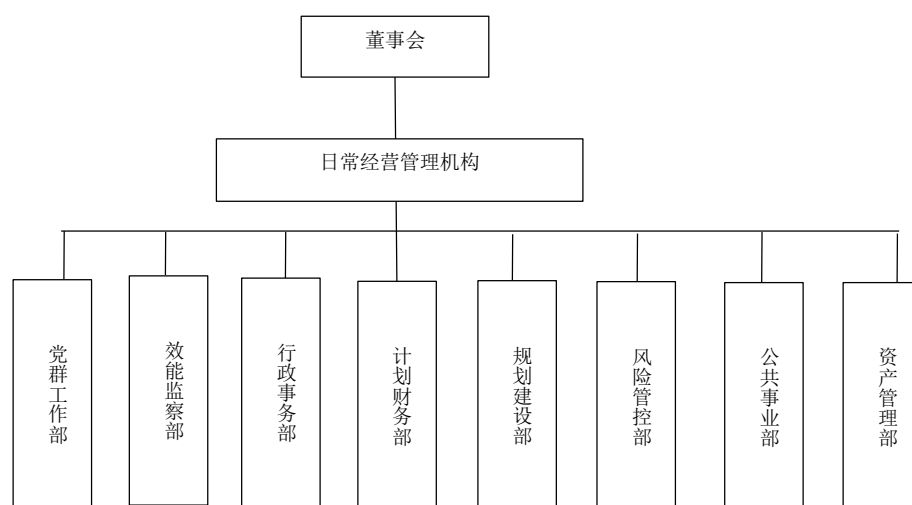 董事会
日常经营管理机构
党群工作部
效能监察部
行政事务部
计划财务部
规划建设部
风险管控部
公共事业部
资产管理部